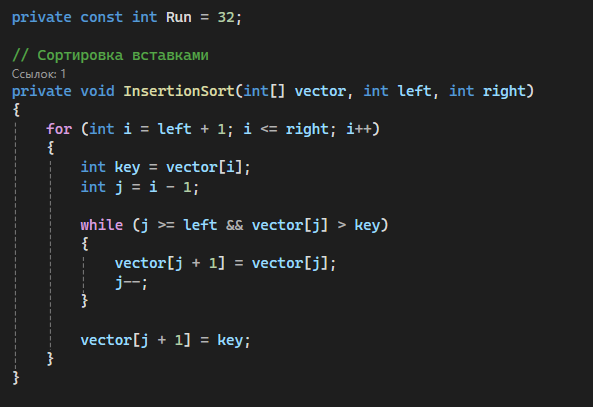 private const int Run = 32;
// Сортировка вставками
Ссылок: 1
private void InsertionSort(int[] vector, int left, int right)
{
for (int i = left + 1; i <= right; i++)
{
int key = vector[i];
int j = i - 1;
while (j >= left && vector[j] > key)
{
vector[j + 1] = vector[j];
j--;
}
vector[j + 1] = key;
}
}